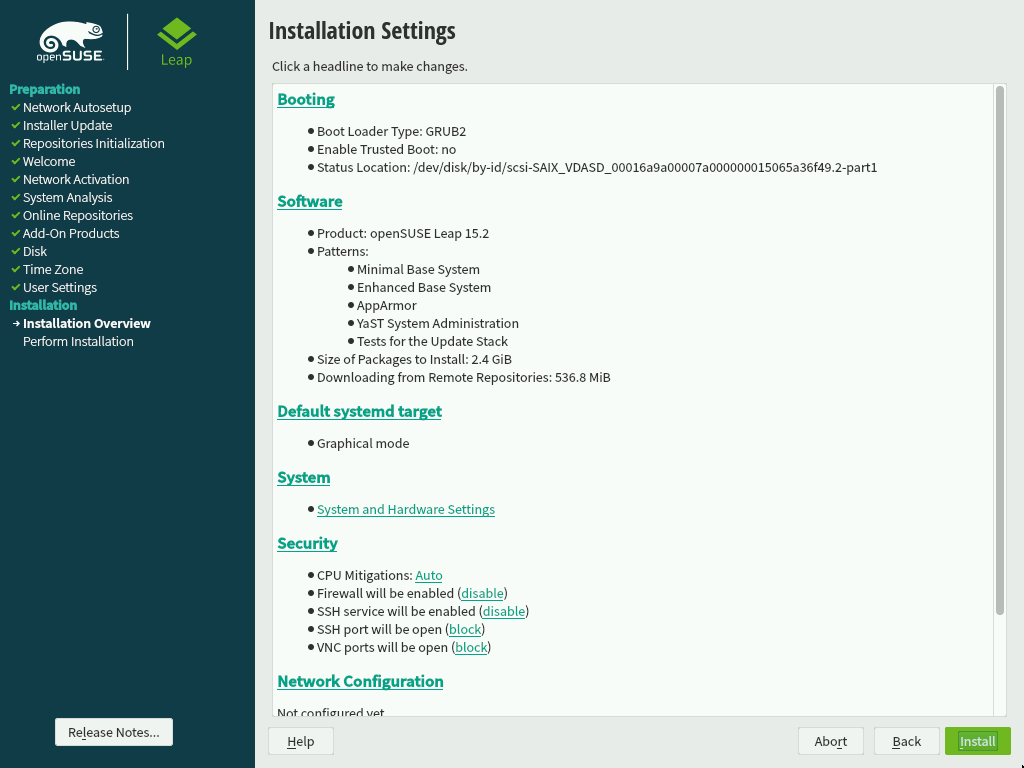 openSUSE
Leap
Preparation
Network Autosetup
Installer Update
Repositories Initialization
Welcome
Network Activation
System Analysis
Online Repositories
Add-On Products
Disk
Time Zone
User Settings
Installation
Installation Overview
Perform Installation
Release Notes...
Installation Settings
Click a headline to make changes.
Booting
Boot Loader Type: GRUB2
Enable Trusted Boot: no
Status Location: /dev/disk/by-id/scsi-SAIX_VDASD_00016a9a00007a000000015065a36f49.2-part1
Software
Product: openSUSE Leap 15.2
Patterns:
Minimal Base System
Enhanced Base System
AppArmor
YaST System Administration
Tests for the Update Stack
Size of Packages to Install: 2.4 GiB
Downloading from Remote Repositories: 536.8 MiB
Default systemd target
Graphical mode
System
System and Hardware Settings
Security
CPU Mitigations: Auto
Firewall will be enabled (disable)
SSH service will be enabled (disable)
SSH port will be open (block)
VNC ports will be open (block)
Network Configuration
Not configured yet
Help
Abort
Back
Install